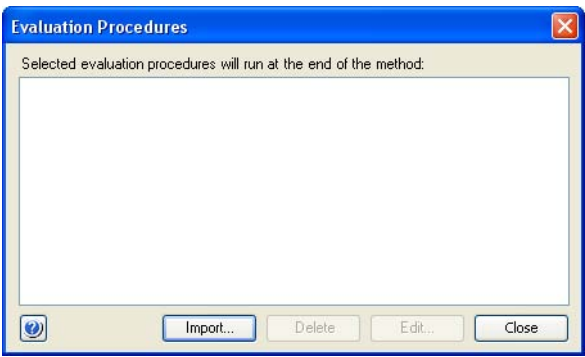 Evaluation Procedures
Selected evaluation procedures will run at the end of the method:
Import... Delete Edit... Close